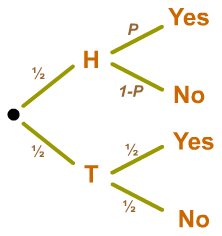 Yes
P
½
H
1-P
No
½
½
Yes
T
½
No